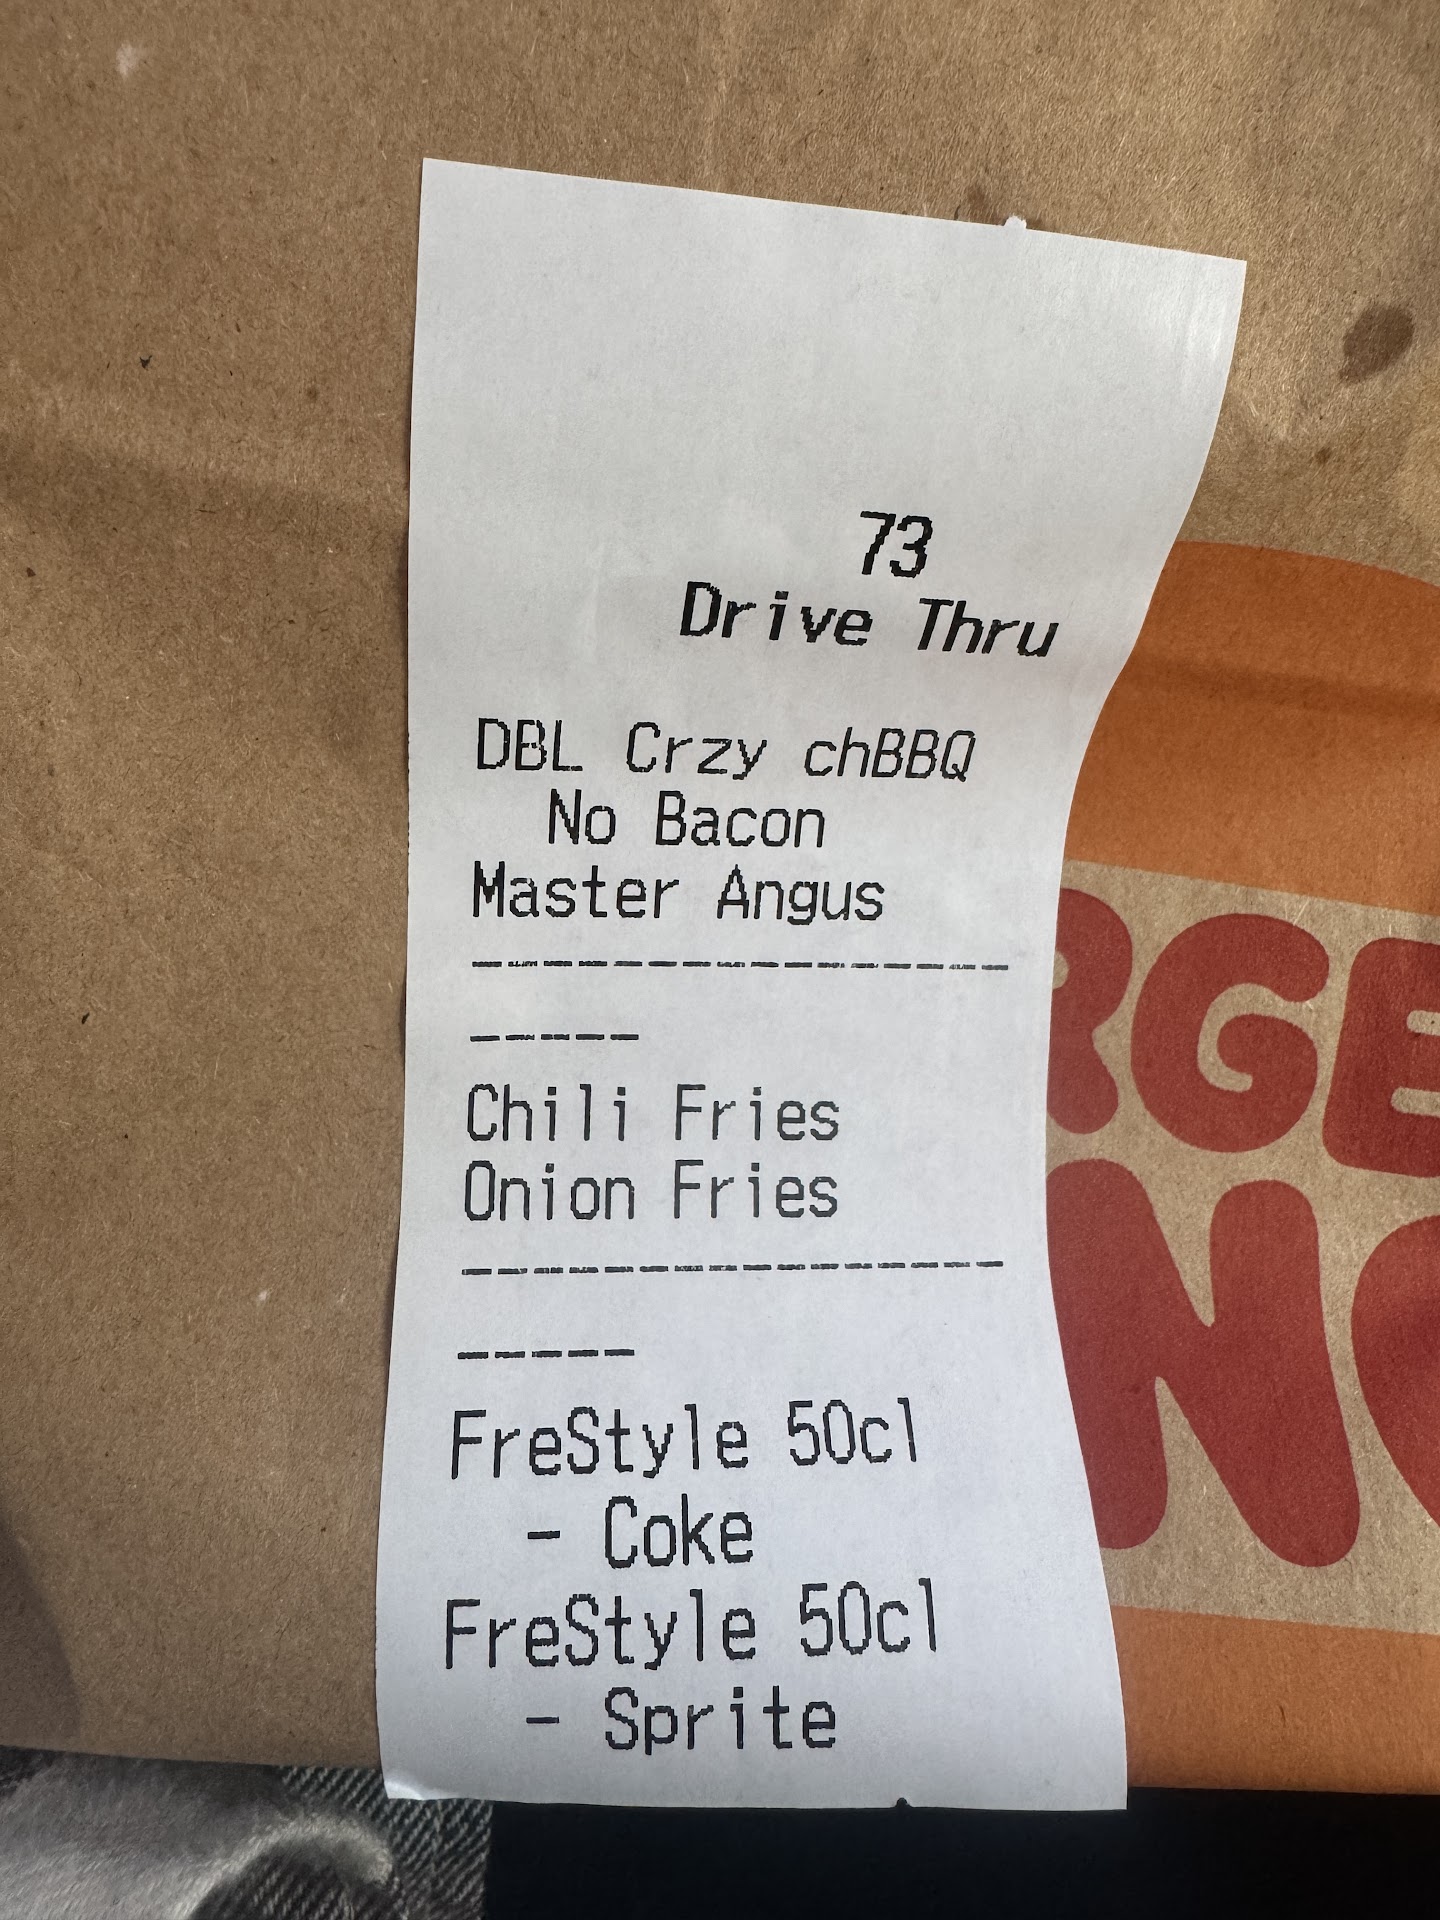 73
Drive Thru
DBL Crzy chBBQ
No Bacon
Master Angus
----------------
-----
Chili Fries
Onion Fries
----------------
-----
FreStyle 50cl
- Coke
FreStyle 50cl
- Sprite